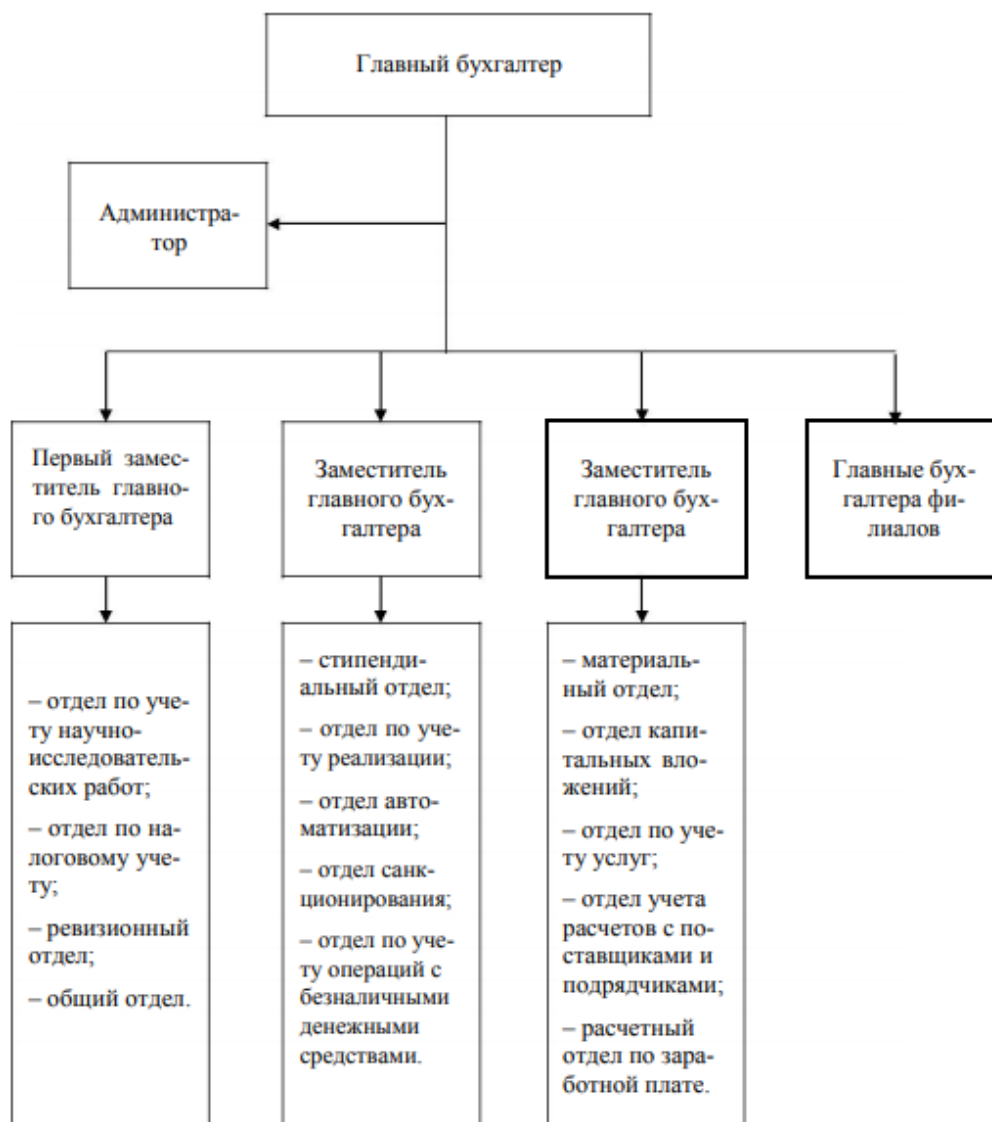 Главный бухгалтер
Администра-
тор
Первый замес-
титель главно-
го бухгалтера
Заместитель
главного бух-
галтера
Заместитель
главного бух-
галтера
Главные бух-
галтера фи-
лиалов
– отдел по уче-
ту научно-
исследователь-
ских работ;
– отдел по на-
логовому уче-
ту;
– ревизионный
отдел;
– общий отдел.
– стипенди-
альный отдел;
– отдел по уче-
ту реализации;
– отдел авто-
матизации;
– отдел санк-
ционирования;
– отдел по уче-
ту операций с
безналичными
денежными
средствами.
– материаль-
ный отдел;
– отдел капи-
тальных вло-
жений;
– отдел по уче-
ту услуг;
– отдел учета
расчетов с по-
ставщиками и
подрядчиками;
– расчетный
отдел по зара-
ботной плате.